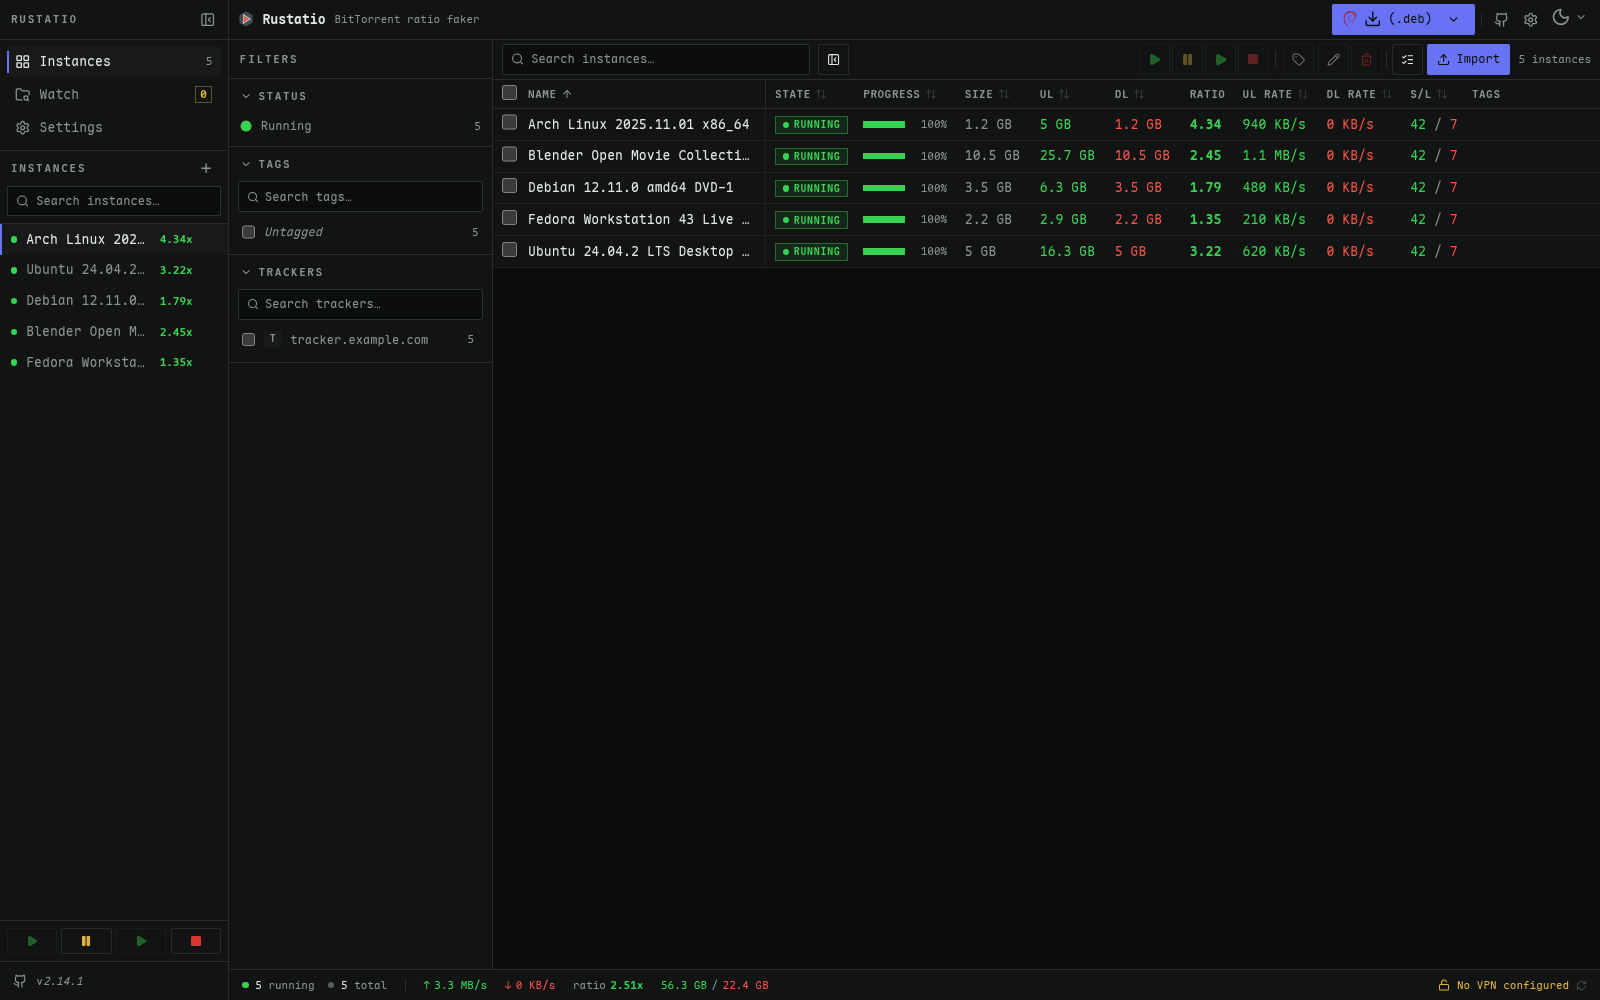 RUSTATIO
Instances 5
Watch 0
Settings
INSTANCES
Search instances…
Arch Linux 202… 4.34x
Ubuntu 24.04.2… 3.22x
Debian 12.11.0… 1.79x
Blender Open M… 2.45x
Fedora Worksta… 1.35x
v2.14.1
Rustatio BitTorrent ratio faker
(.deb)
FILTERS
STATUS
Running 5
TAGS
Search tags…
Untagged 5
TRACKERS
Search trackers…
T tracker.example.com 5
Search instances…
Import 5 instances
NAME STATE PROGRESS SIZE UL DL RATIO UL RATE DL RATE S/L TAGS
Arch Linux 2025.11.01 x86_64 RUNNING 100% 1.2 GB 5 GB 1.2 GB 4.34 940 KB/s 0 KB/s 42 / 7
Blender Open Movie Collecti… RUNNING 100% 10.5 GB 25.7 GB 10.5 GB 2.45 1.1 MB/s 0 KB/s 42 / 7
Debian 12.11.0 amd64 DVD-1 RUNNING 100% 3.5 GB 6.3 GB 3.5 GB 1.79 480 KB/s 0 KB/s 42 / 7
Fedora Workstation 43 Live … RUNNING 100% 2.2 GB 2.9 GB 2.2 GB 1.35 210 KB/s 0 KB/s 42 / 7
Ubuntu 24.04.2 LTS Desktop … RUNNING 100% 5 GB 16.3 GB 5 GB 3.22 620 KB/s 0 KB/s 42 / 7
5 running 5 total ↑ 3.3 MB/s ↓ 0 KB/s ratio 2.51x 56.3 GB / 22.4 GB
No VPN configured